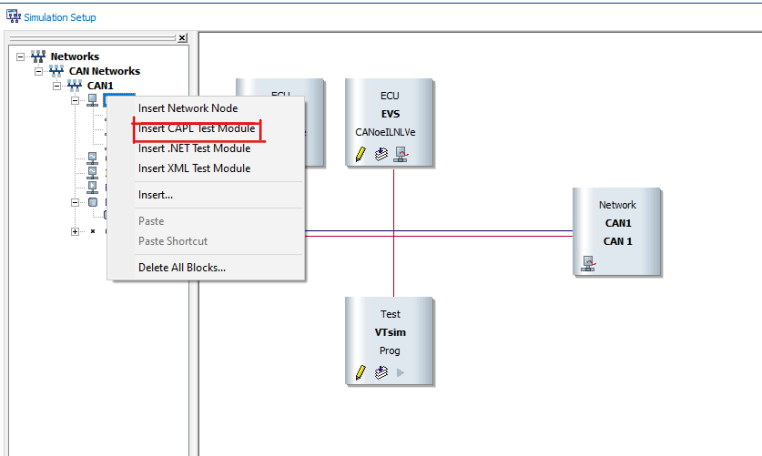 Simulation Setup
Networks
CAN Networks
CAN1
Insert Network Node
Insert CAPL Test Module
Insert .NET Test Module
Insert XML Test Module
Insert...
Paste
Paste Shortcut
Delete All Blocks...
ECU
ECU
EVS
CANoeILNLVe
Network
CAN1
CAN 1
Test
VTsim
Prog